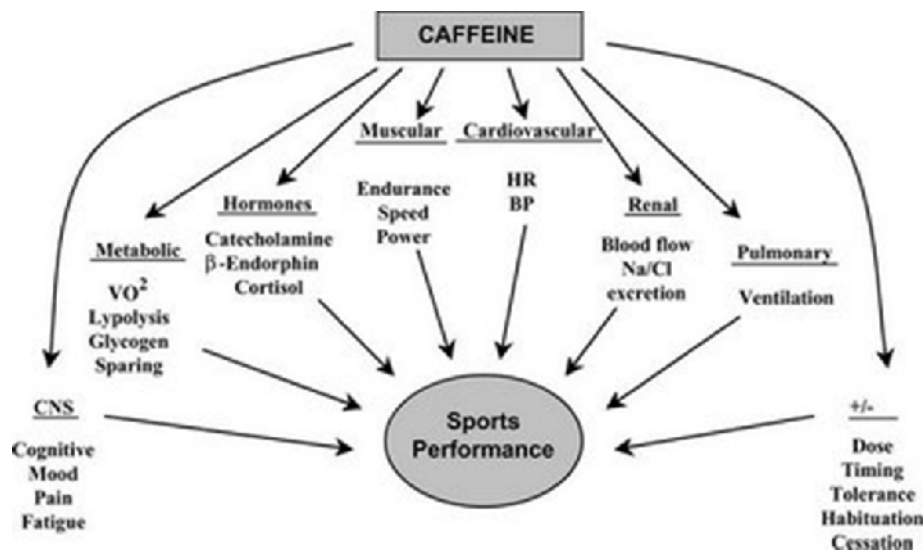 CAFFEINE
Muscular
Cardiovascular
Endurance
Speed
Power
HR
BP
Hormones
Catecholamine
β-Endorphin
Cortisol
Renal
Blood flow
Na/Cl
excretion
Metabolic
VO²
Lypolysis
Glycogen
Sparing
Pulmonary
Ventilation
CNS
Cognitive
Mood
Pain
Fatigue
Sports
Performance
+/-
Dose
Timing
Tolerance
Habituation
Cessation